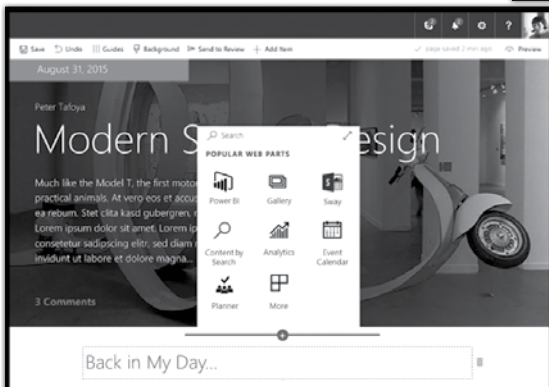 Save Undo Guides Background Send to Review Add Item page saved 2 min ago Preview
August 31, 2015
Peter Tafoya
Modern S Design
Much like the Model T, the first moto
practical animals. At vero eos et accus
ea rebum. Stet clita kasd gubergren, r
Lorem ipsum dolor sit amet. Lorem ip
consetetur sadipscing elitr, sed diam r
invidunt ut labore et dolore magna...
3 Comments
Search
POPULAR WEB PARTS
Power BI Gallery Sway
Content by Search Analytics Event Calendar
Planner More
Back in My Day...